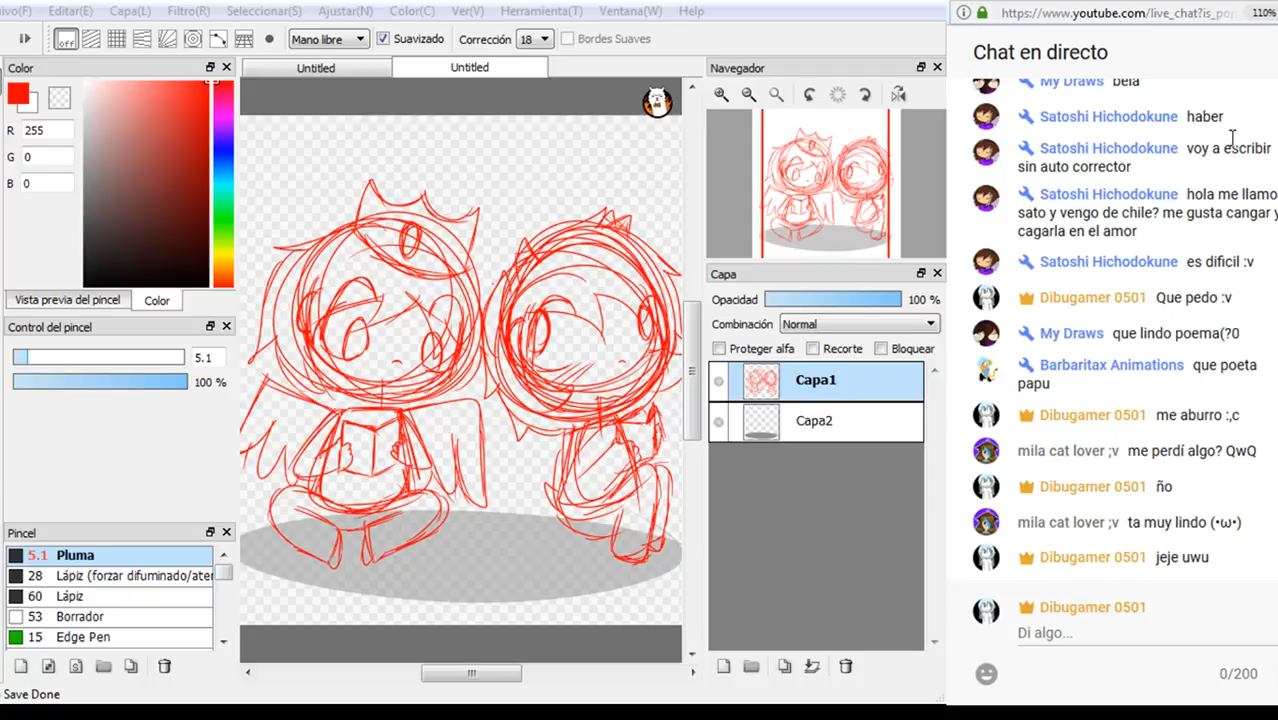 ivo(F) Editar(E) Capa(L) Filtro(R) Seleccionar(S) Ajustar(N) Color(C) Ver(V) Herramienta(T) Ventana(W) Help
off Mano libre Suavizado Corrección 18 Bordes Suaves
Color
R 255
G 0
B 0
Vista previa del pincel Color
Control del pincel
5.1
100 %
Pincel
5.1 Pluma
28 Lápiz (forzar difuminado/ater
60 Lápiz
53 Borrador
15 Edge Pen
Save Done
Untitled Untitled
Navegador
Capa
Opacidad 100 %
Combinación Normal
Proteger alfa Recorte Bloquear
Capa1
Capa2
https://www.youtube.com/live_chat?is_pop 110%
Chat en directo
My Draws bela
Satoshi Hichodokune haber
Satoshi Hichodokune voy a escribir
sin auto corrector
Satoshi Hichodokune hola me llamo
sato y vengo de chile? me gusta cangar y
cagarla en el amor
Satoshi Hichodokune es dificil :v
Dibugamer 0501 Que pedo :v
My Draws que lindo poema(?0
Barbaritax Animations que poeta
papu
Dibugamer 0501 me aburro :,c
mila cat lover ;v me perdí algo? QwQ
Dibugamer 0501 ño
mila cat lover ;v ta muy lindo (•ω•)
Dibugamer 0501 jeje uwu
Dibugamer 0501
Di algo...
0/200